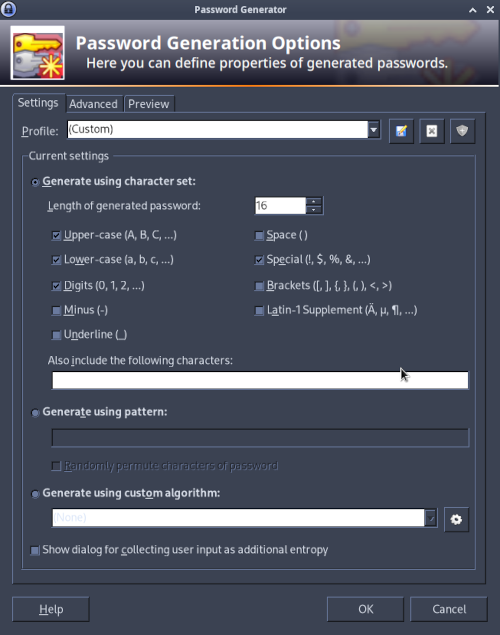 Password Generator
Password Generation Options
Here you can define properties of generated passwords.
Settings Advanced Preview
Profile: (Custom)
Current settings
Generate using character set:
Length of generated password: 16
Upper-case (A, B, C, ...) Space ( )
Lower-case (a, b, c, ...) Special (!, $, %, &, ...)
Digits (0, 1, 2, ...) Brackets ([, ], {, }, (, ), <, >)
Minus (-) Latin-1 Supplement (Ä, µ, ¶, ...)
Underline (_)
Also include the following characters:
Generate using pattern:
Randomly permute characters of password
Generate using custom algorithm:
(None)
Show dialog for collecting user input as additional entropy
Help OK Cancel